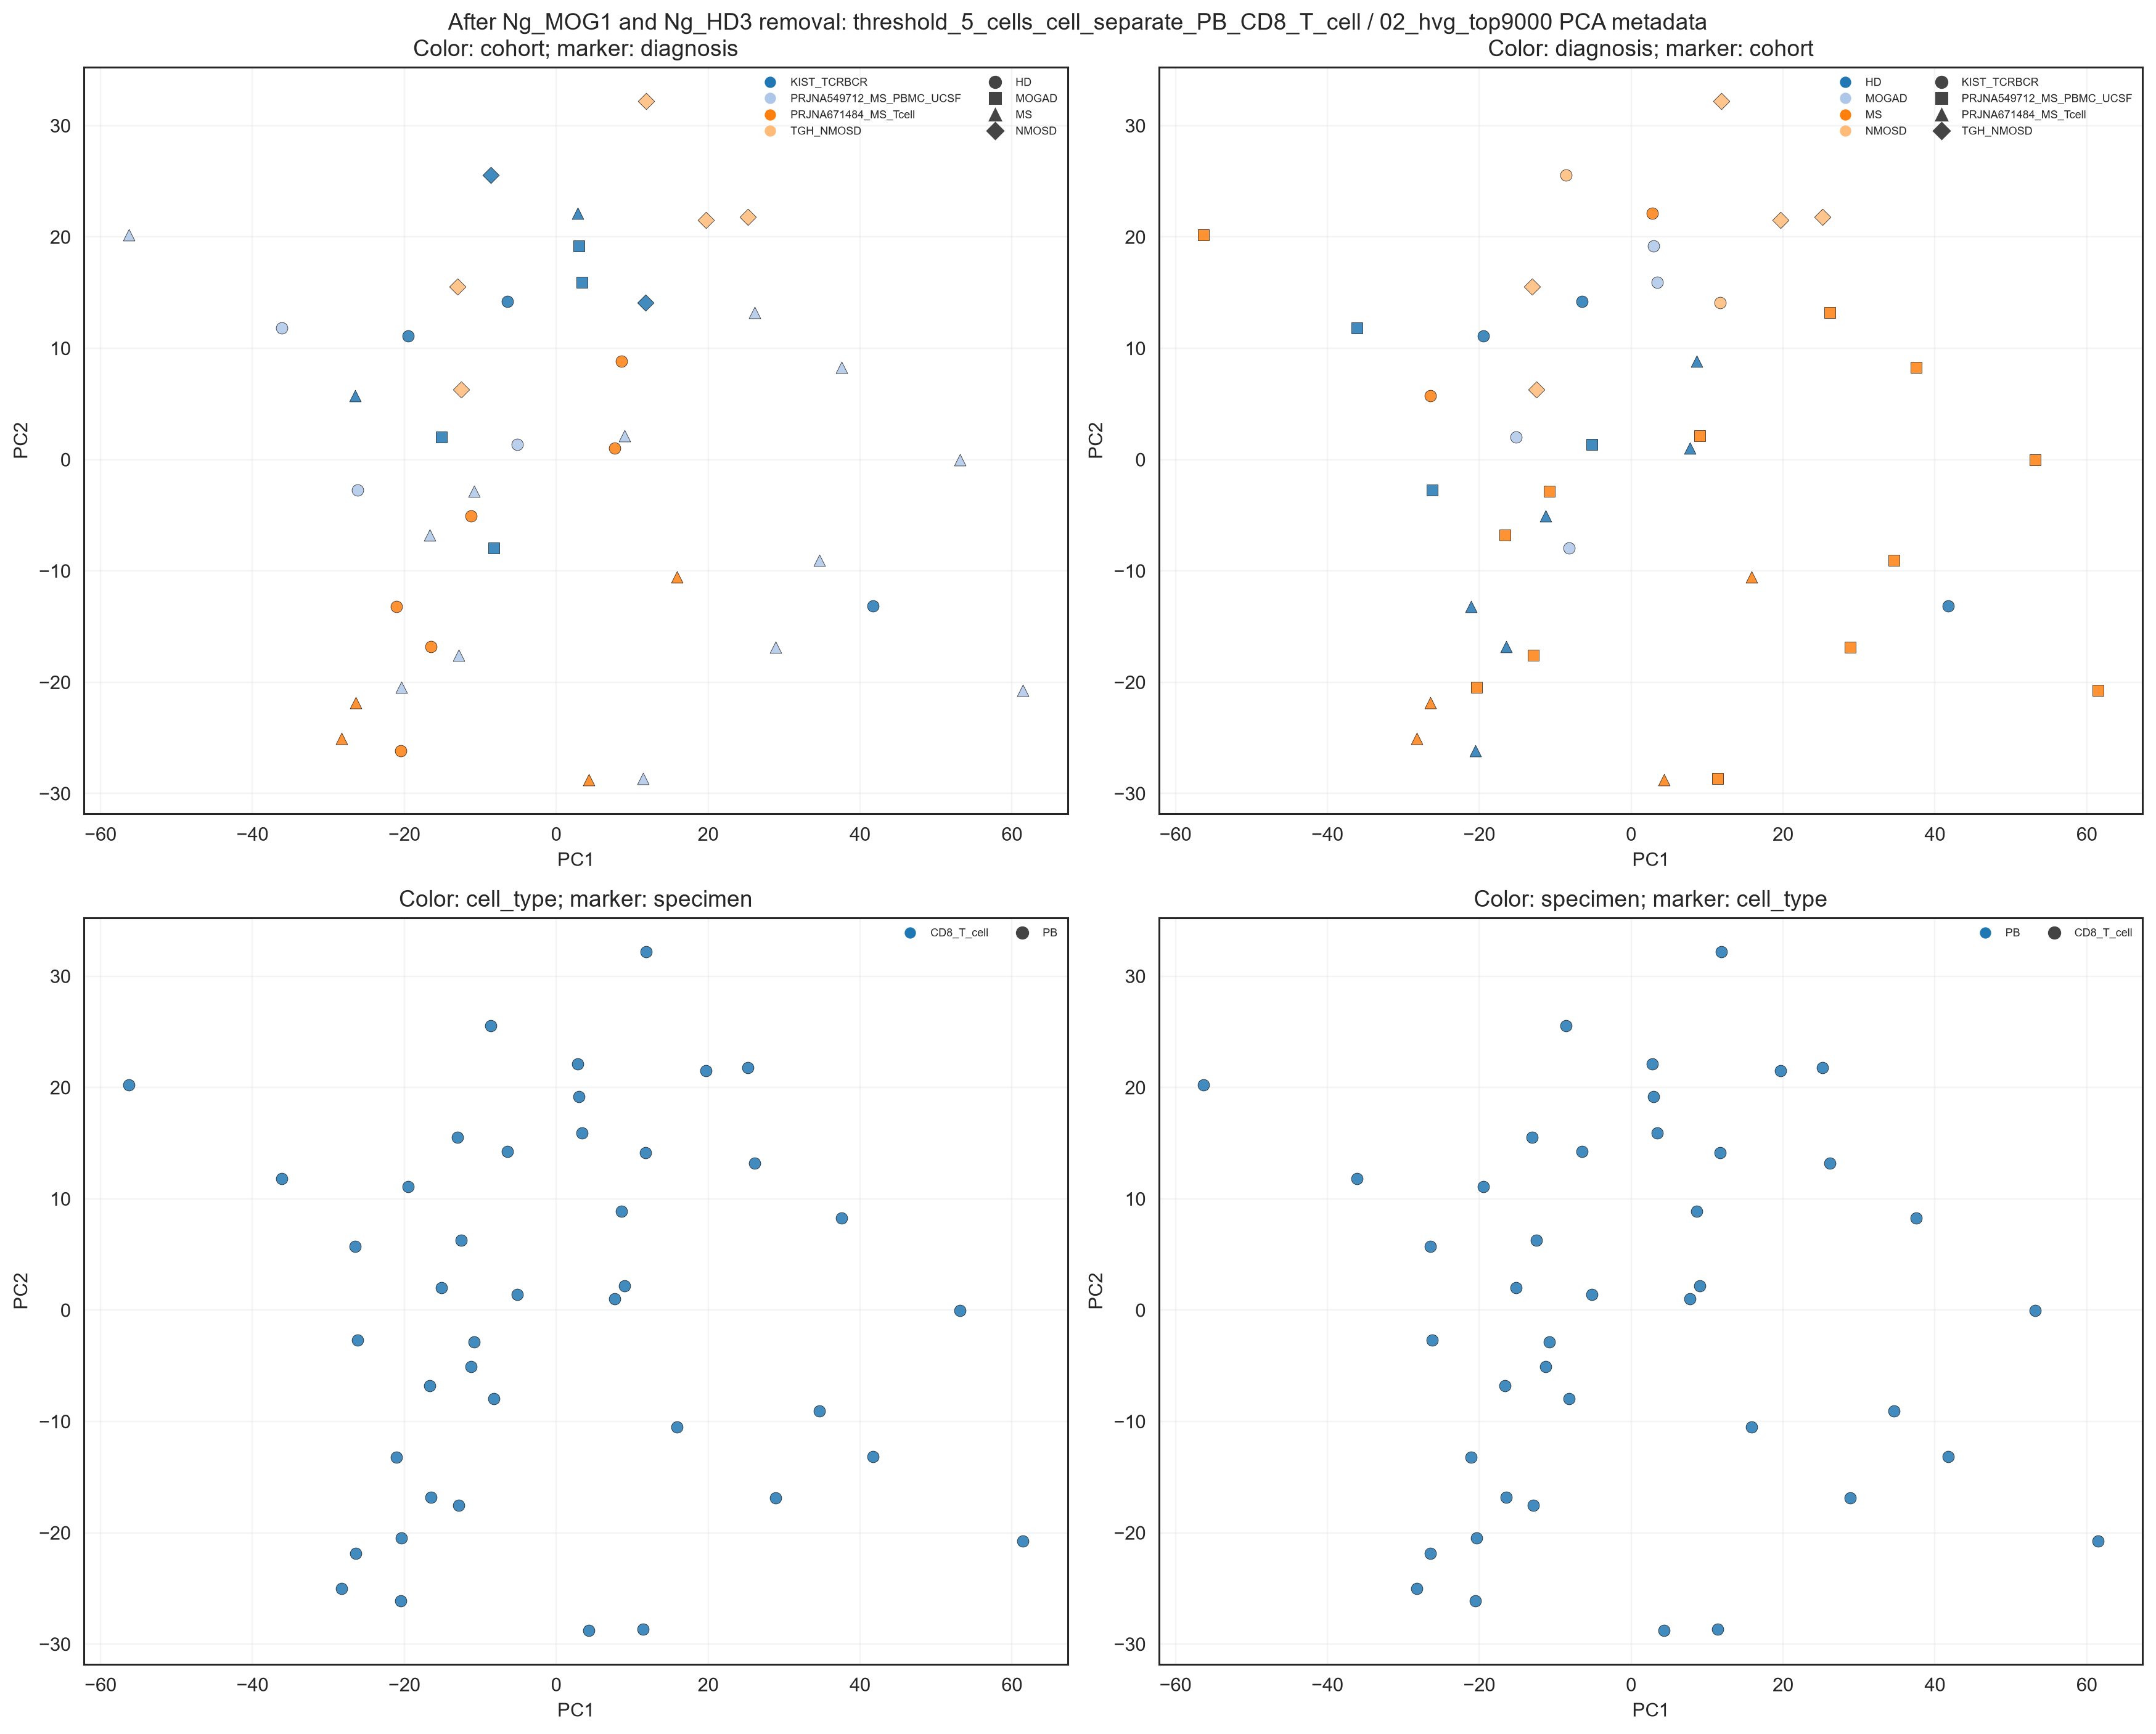 After Ng_MOG1 and Ng_HD3 removal: threshold_5_cells_cell_separate_PB_CD8_T_cell / 02_hvg_top9000 PCA metadata
Color: cohort; marker: diagnosis
KIST_TCRBCR HD
PRJNA549712_MS_PBMC_UCSF MOGAD
PRJNA671484_MS_Tcell MS
TGH_NMOSD NMOSD
30
20
10
0
−10
−20
−30
PC2
−60 −40 −20 0 20 40 60
PC1
Color: diagnosis; marker: cohort
HD KIST_TCRBCR
MOGAD PRJNA549712_MS_PBMC_UCSF
MS PRJNA671484_MS_Tcell
NMOSD TGH_NMOSD
30
20
10
0
−10
−20
−30
PC2
−60 −40 −20 0 20 40 60
PC1
Color: cell_type; marker: specimen
CD8_T_cell PB
30
20
10
0
−10
−20
−30
PC2
−60 −40 −20 0 20 40 60
PC1
Color: specimen; marker: cell_type
PB CD8_T_cell
30
20
10
0
−10
−20
−30
PC2
−60 −40 −20 0 20 40 60
PC1